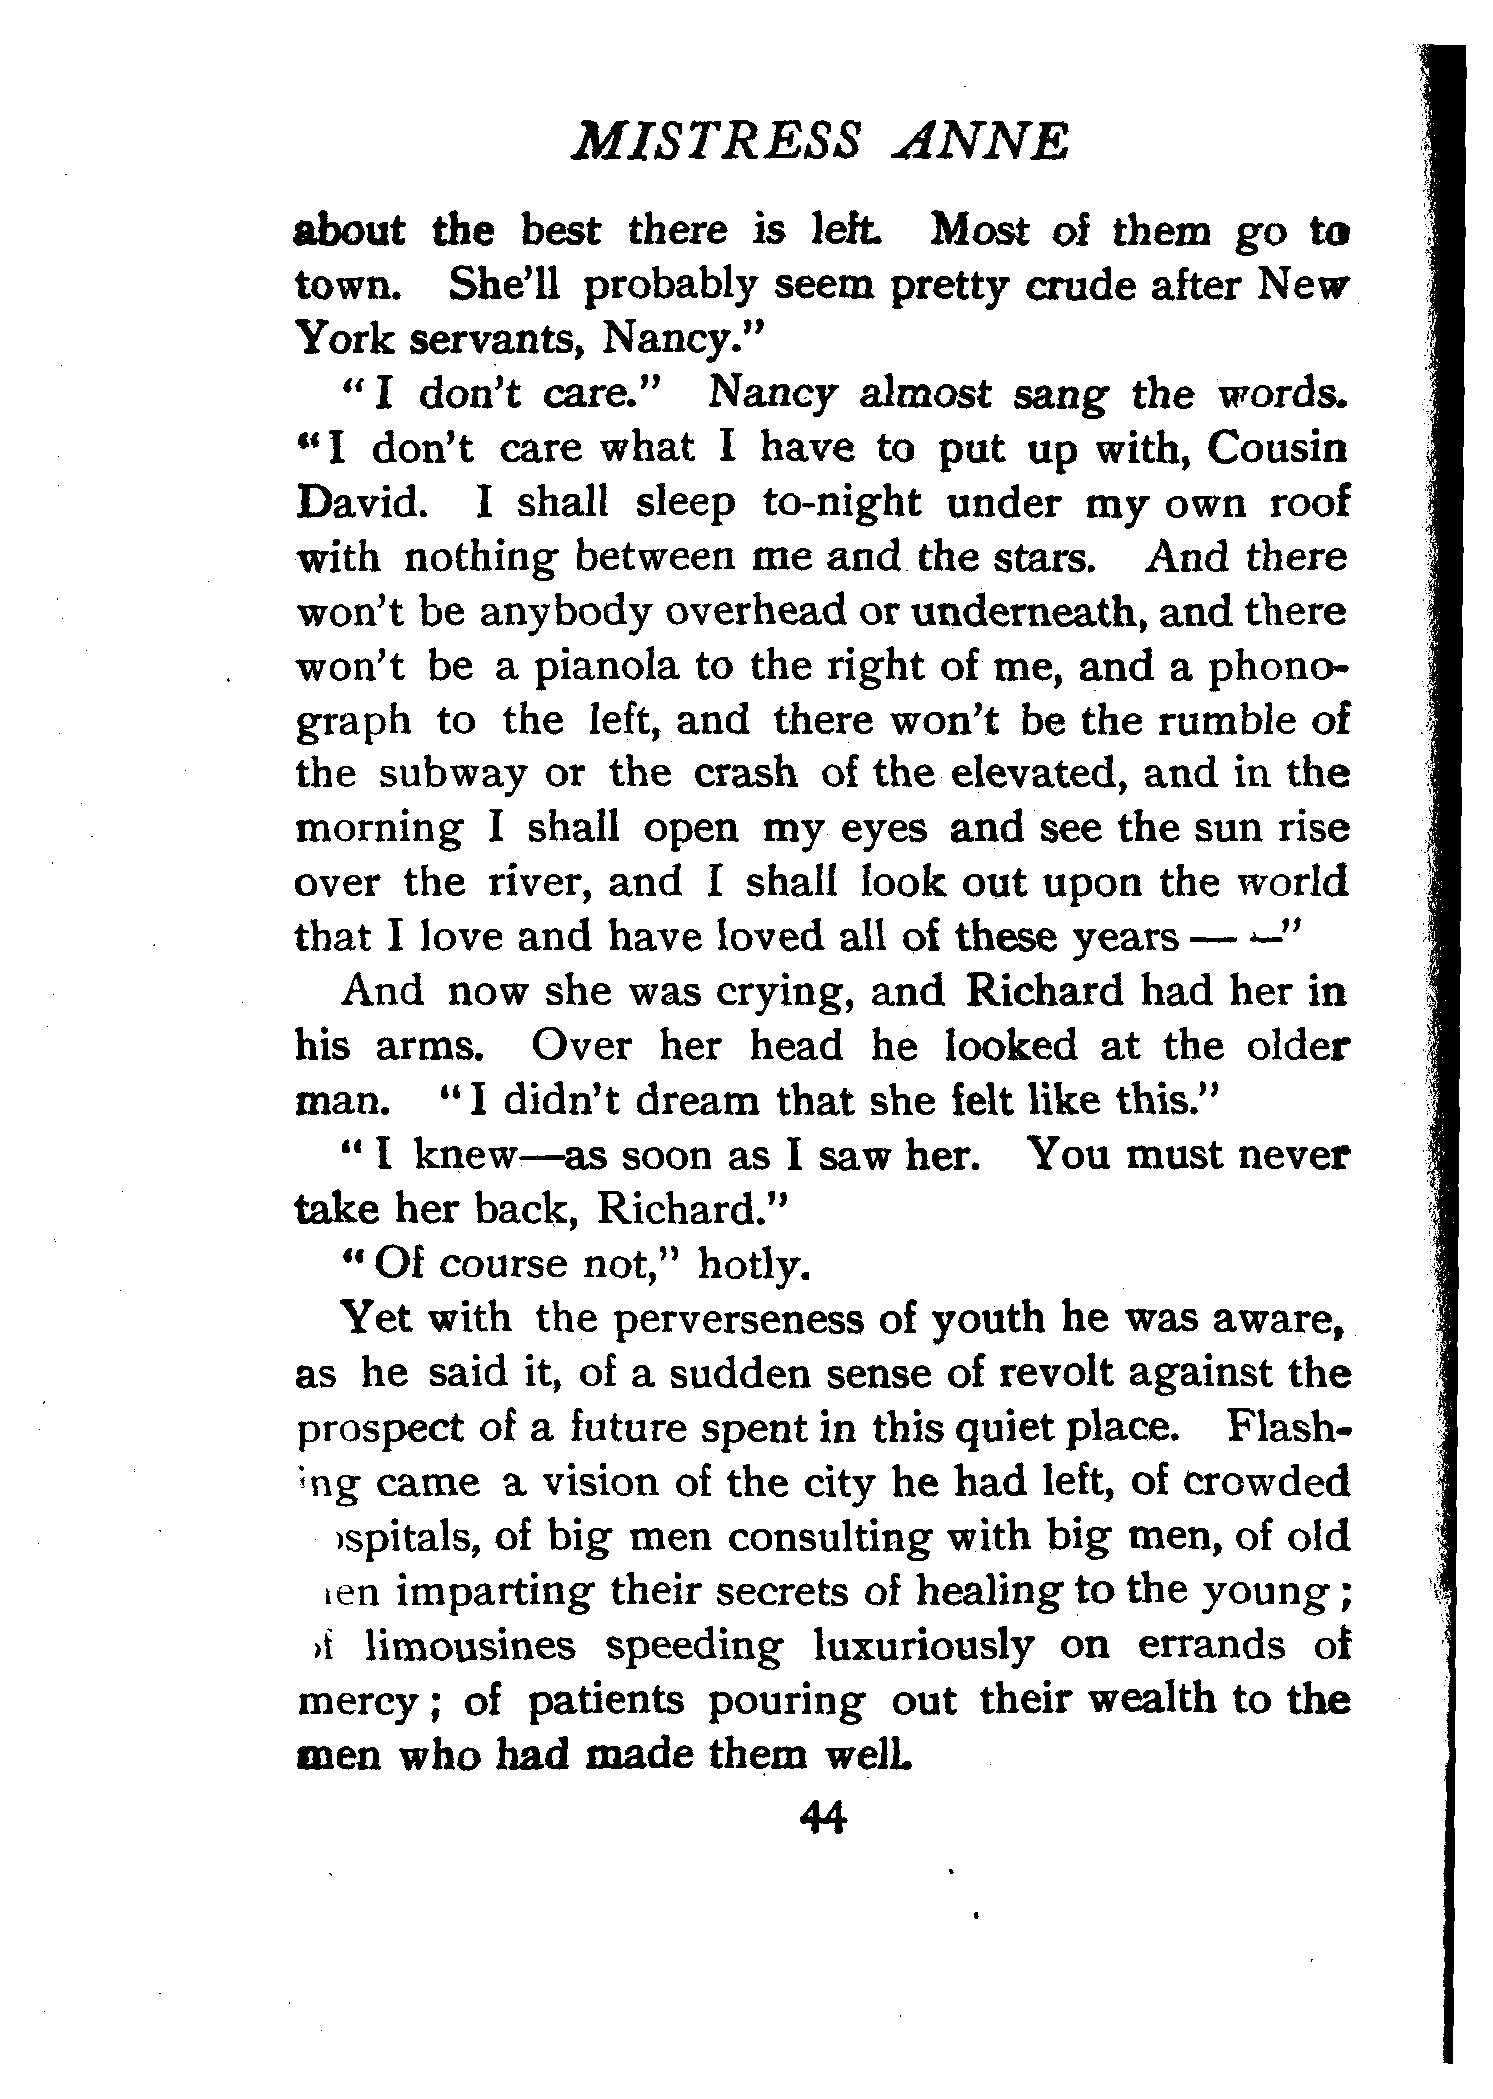 MISTRESS ANNE
about the best there is left. Most of them go to
town. She'll probably seem pretty crude after New
York servants, Nancy."
"I don't care." Nancy almost sang the words.
"I don't care what I have to put up with, Cousin
David. I shall sleep to-night under my own roof
with nothing between me and the stars. And there
won't be anybody overhead or underneath, and there
won't be a pianola to the right of me, and a phono-
graph to the left, and there won't be the rumble of
the subway or the crash of the elevated, and in the
morning I shall open my eyes and see the sun rise
over the river, and I shall look out upon the world
that I love and have loved all of these years — —"
And now she was crying, and Richard had her in
his arms. Over her head he looked at the older
man. "I didn't dream that she felt like this."
"I knew—as soon as I saw her. You must never
take her back, Richard."
"Of course not," hotly.
Yet with the perverseness of youth he was aware,
as he said it, of a sudden sense of revolt against the
prospect of a future spent in this quiet place. Flash-
ing came a vision of the city he had left, of crowded
spitals, of big men consulting with big men, of old
en imparting their secrets of healing to the young;
of limousines speeding luxuriously on errands of
mercy; of patients pouring out their wealth to the
men who had made them well.
44